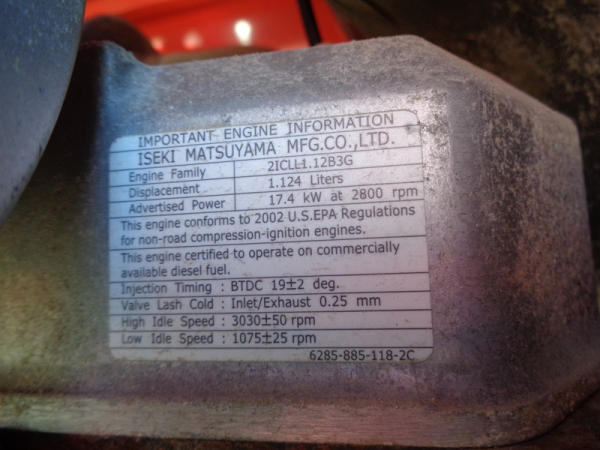 IMPORTANT ENGINE INFORMATION
ISEKI MATSUYAMA MFG.CO.,LTD.
Engine Family 2ICLL1.12B3G
Displacement 1.124 Liters
Advertised Power 17.4 kW at 2800 rpm
This engine conforms to 2002 U.S.EPA Regulations
for non-road compression-ignition engines.
This engine certified to operate on commercially
available diesel fuel.
Injection Timing : BTDC 19±2 deg.
Valve Lash Cold : Inlet/Exhaust 0.25 mm
High Idle Speed : 3030±50 rpm
Low Idle Speed : 1075±25 rpm
6285-885-118-2C